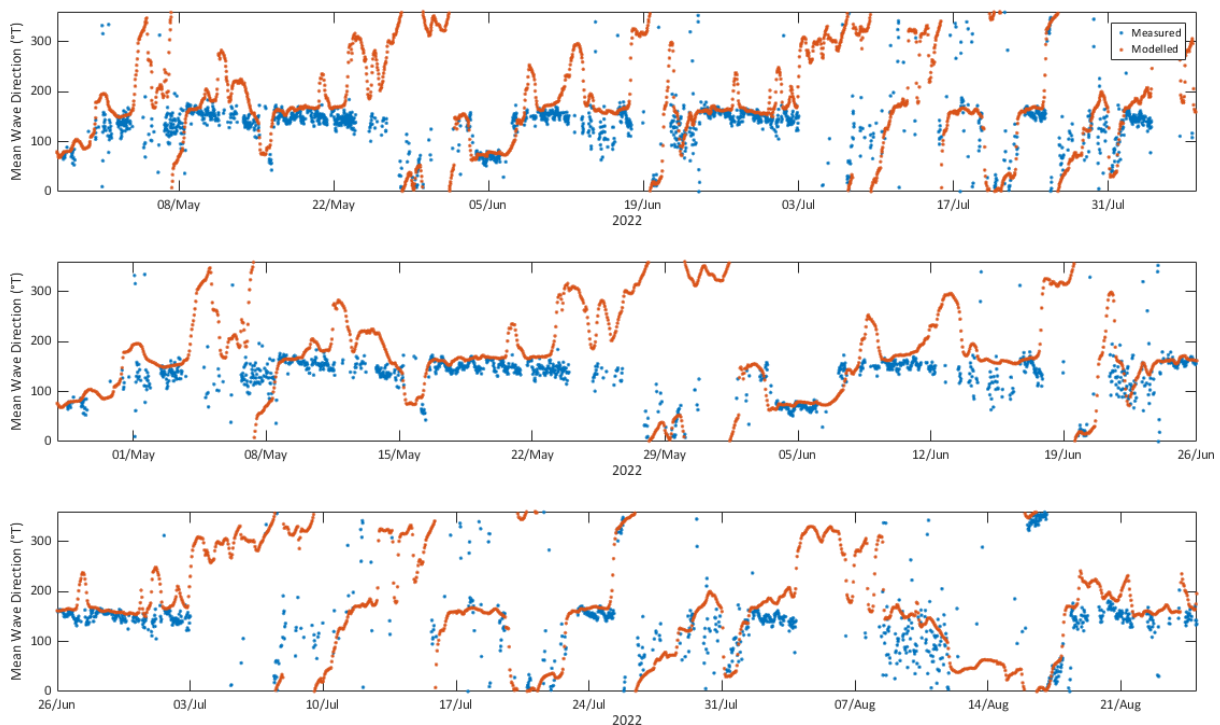 Mean Wave Direction (°T)
300
200
100
0
Measured
Modelled
08/May
22/May
05/Jun
19/Jun
03/Jul
17/Jul
31/Jul
2022
Mean Wave Direction (°T)
300
200
100
0
01/May
08/May
15/May
22/May
29/May
05/Jun
12/Jun
19/Jun
26/Jun
2022
Mean Wave Direction (°T)
300
200
100
0
26/Jun
03/Jul
10/Jul
17/Jul
24/Jul
31/Jul
07/Aug
14/Aug
21/Aug
2022